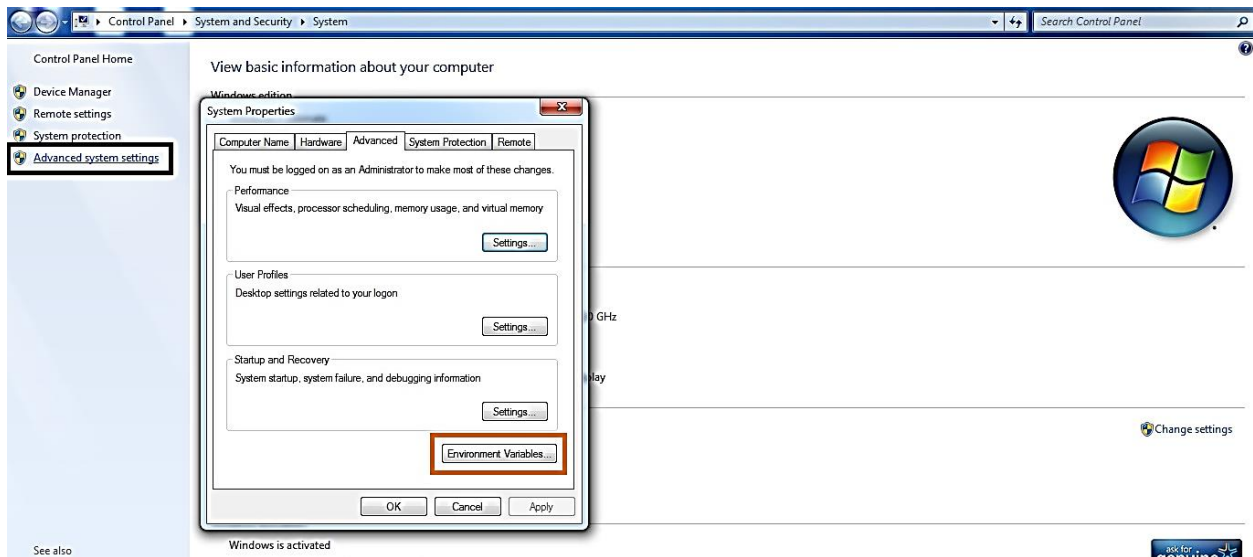 Control Panel ▸ System and Security ▸ System
Search Control Panel
Control Panel Home
Device Manager
Remote settings
System protection
Advanced system settings
View basic information about your computer
Windows edition
System Properties
Computer Name Hardware Advanced System Protection Remote
You must be logged on as an Administrator to make most of these changes.
Performance
Visual effects, processor scheduling, memory usage, and virtual memory
Settings...
User Profiles
Desktop settings related to your logon
Settings...
Startup and Recovery
System startup, system failure, and debugging information
Settings...
Environment Variables...
OK Cancel Apply
0 GHz
play
Change settings
See also
Windows is activated
ask for
genuine